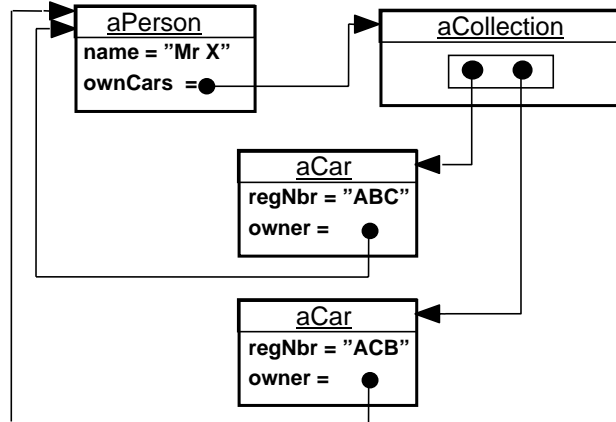 aPerson
name = ”Mr X”
ownCars =
aCollection
aCar
regNbr = ”ABC”
owner =
aCar
regNbr = ”ACB”
owner =